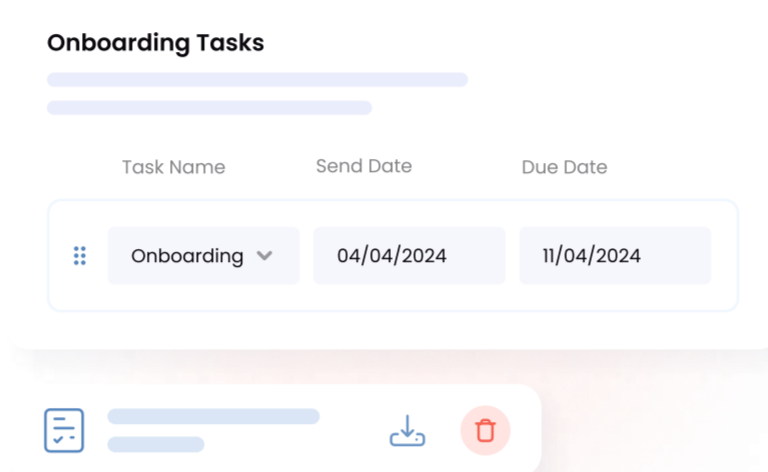 Onboarding Tasks
Task Name Send Date Due Date
Onboarding 04/04/2024 11/04/2024